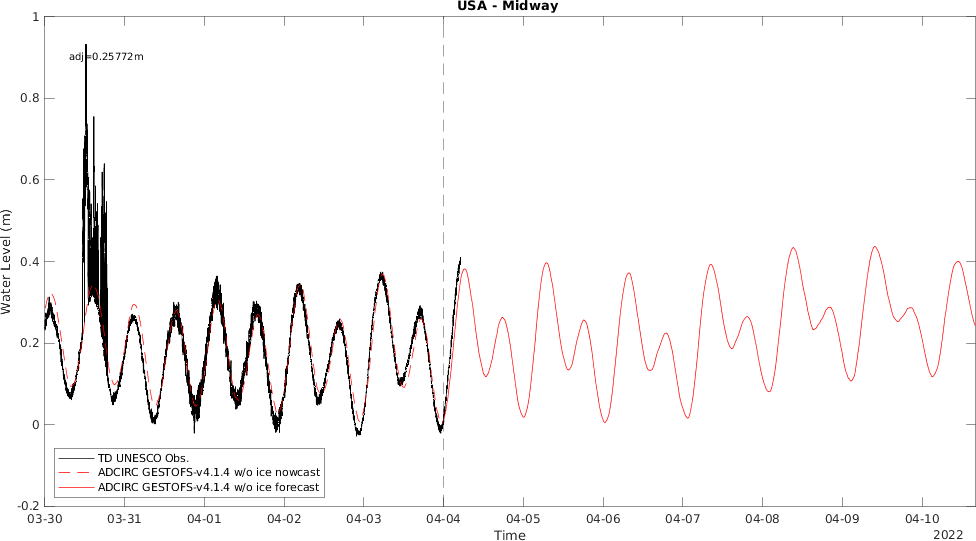 USA - Midway
adj=0.25772m
Water Level (m)
1
0.8
0.6
0.4
0.2
0
-0.2
TD UNESCO Obs.
ADCIRC GESTOFS-v4.1.4 w/o ice nowcast
ADCIRC GESTOFS-v4.1.4 w/o ice forecast
03-30 03-31 04-01 04-02 04-03 04-04 04-05 04-06 04-07 04-08 04-09 04-10
Time
2022